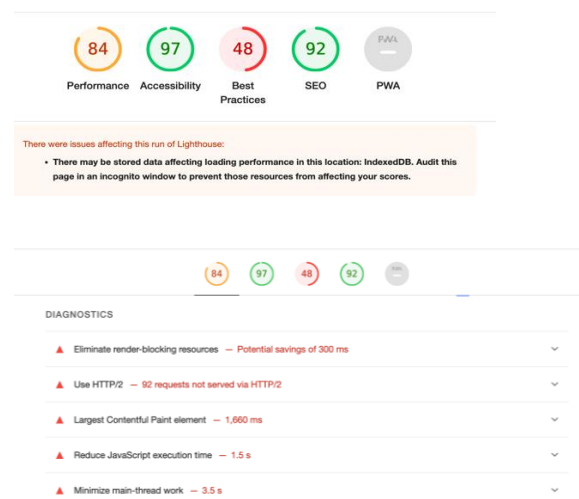 84 97 48 92 PWA
Performance Accessibility Best Practices SEO PWA
There were issues affecting this run of Lighthouse:
• There may be stored data affecting loading performance in this location: IndexedDB. Audit this
page in an incognito window to prevent those resources from affecting your scores.
84 97 48 92
DIAGNOSTICS
Eliminate render-blocking resources — Potential savings of 300 ms
Use HTTP/2 — 92 requests not served via HTTP/2
Largest Contentful Paint element — 1,660 ms
Reduce JavaScript execution time — 1.5 s
Minimize main-thread work — 3.5 s